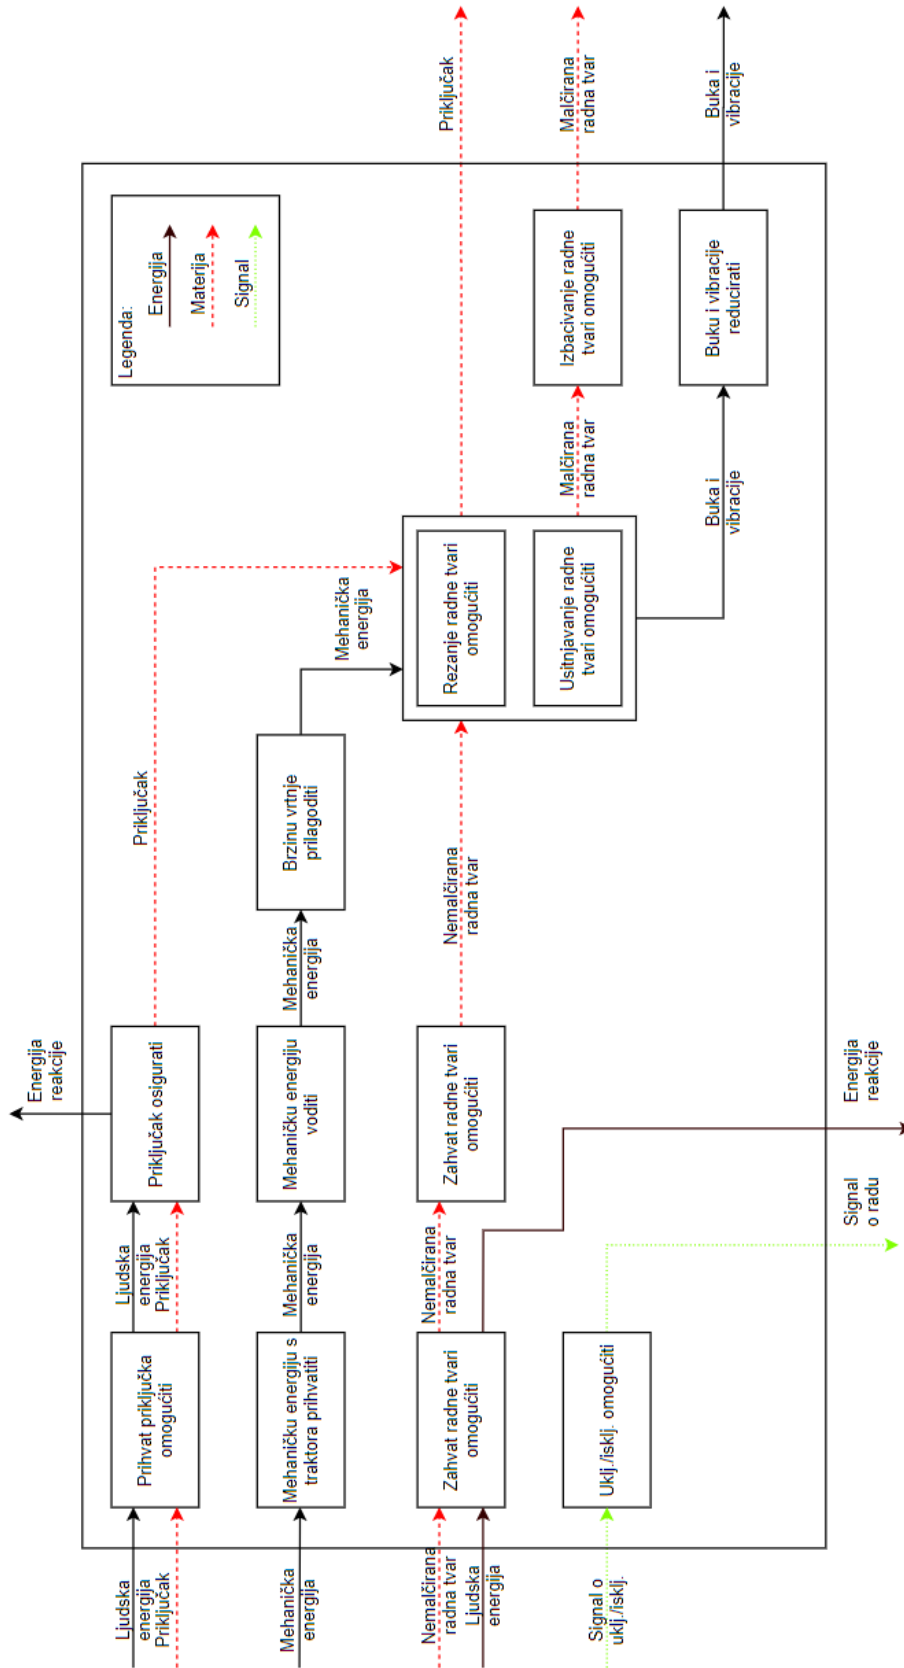 Legenda:
Energija
Materija
Signal
Ljudska
energija
Priključak
Prihvat priključka
omogućiti
Ljudska
energija
Priključak
Priključak osigurati
Energija
reakcije
Priključak
Mehanička
energija
Mehaničku energiju s
traktora prihvatiti
Mehanička
energija
Mehaničku energiju
voditi
Mehanička
energija
Brzinu vrtnje
prilagoditi
Mehanička
energija
Nemalčirana
radna tvar
Ljudska
energija
Zahvat radne tvari
omogućiti
Nemalčirana
radna tvar
Zahvat radne tvari
omogućiti
Nemalčirana
radna tvar
Rezanje radne tvari
omogućiti
Usitnjavanje radne
tvari omogućiti
Priključak
Malčirana
radna tvar
Izbacivanje radne
tvari omogućiti
Malčirana
radna tvar
Buka i
vibracije
Buku i vibracije
reducirati
Buka i
vibracije
Signal o
uklj./isklj.
Uklj./isklj. omogućiti
Signal
o radu
Energija
reakcije